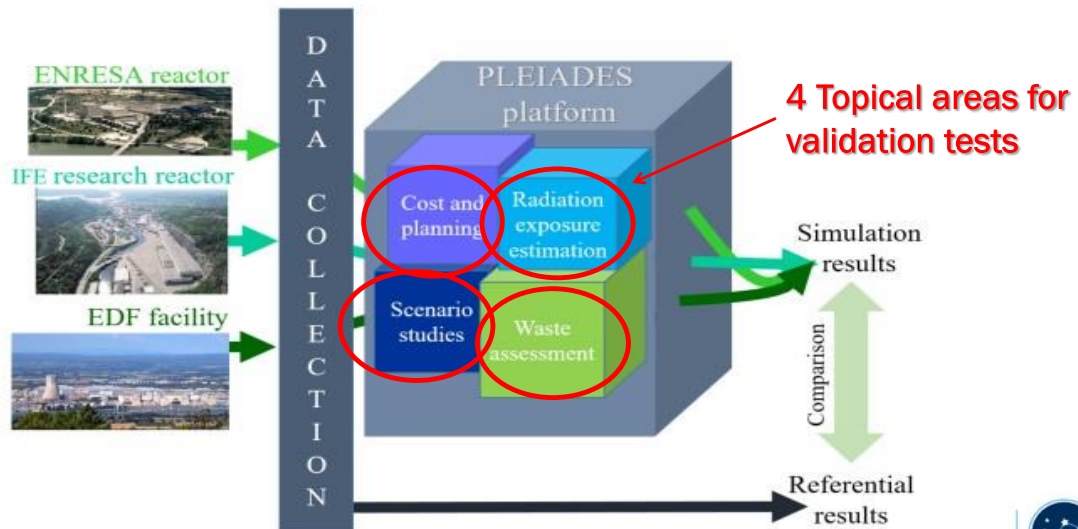 ENRESA reactor
IFE research reactor
EDF facility
DATA COLLECTION
PLEIADES
platform
Cost and
planning
Radiation
exposure
estimation
Scenario
studies
Waste
assessment
4 Topical areas for
validation tests
Simulation
results
Comparison
Referential
results